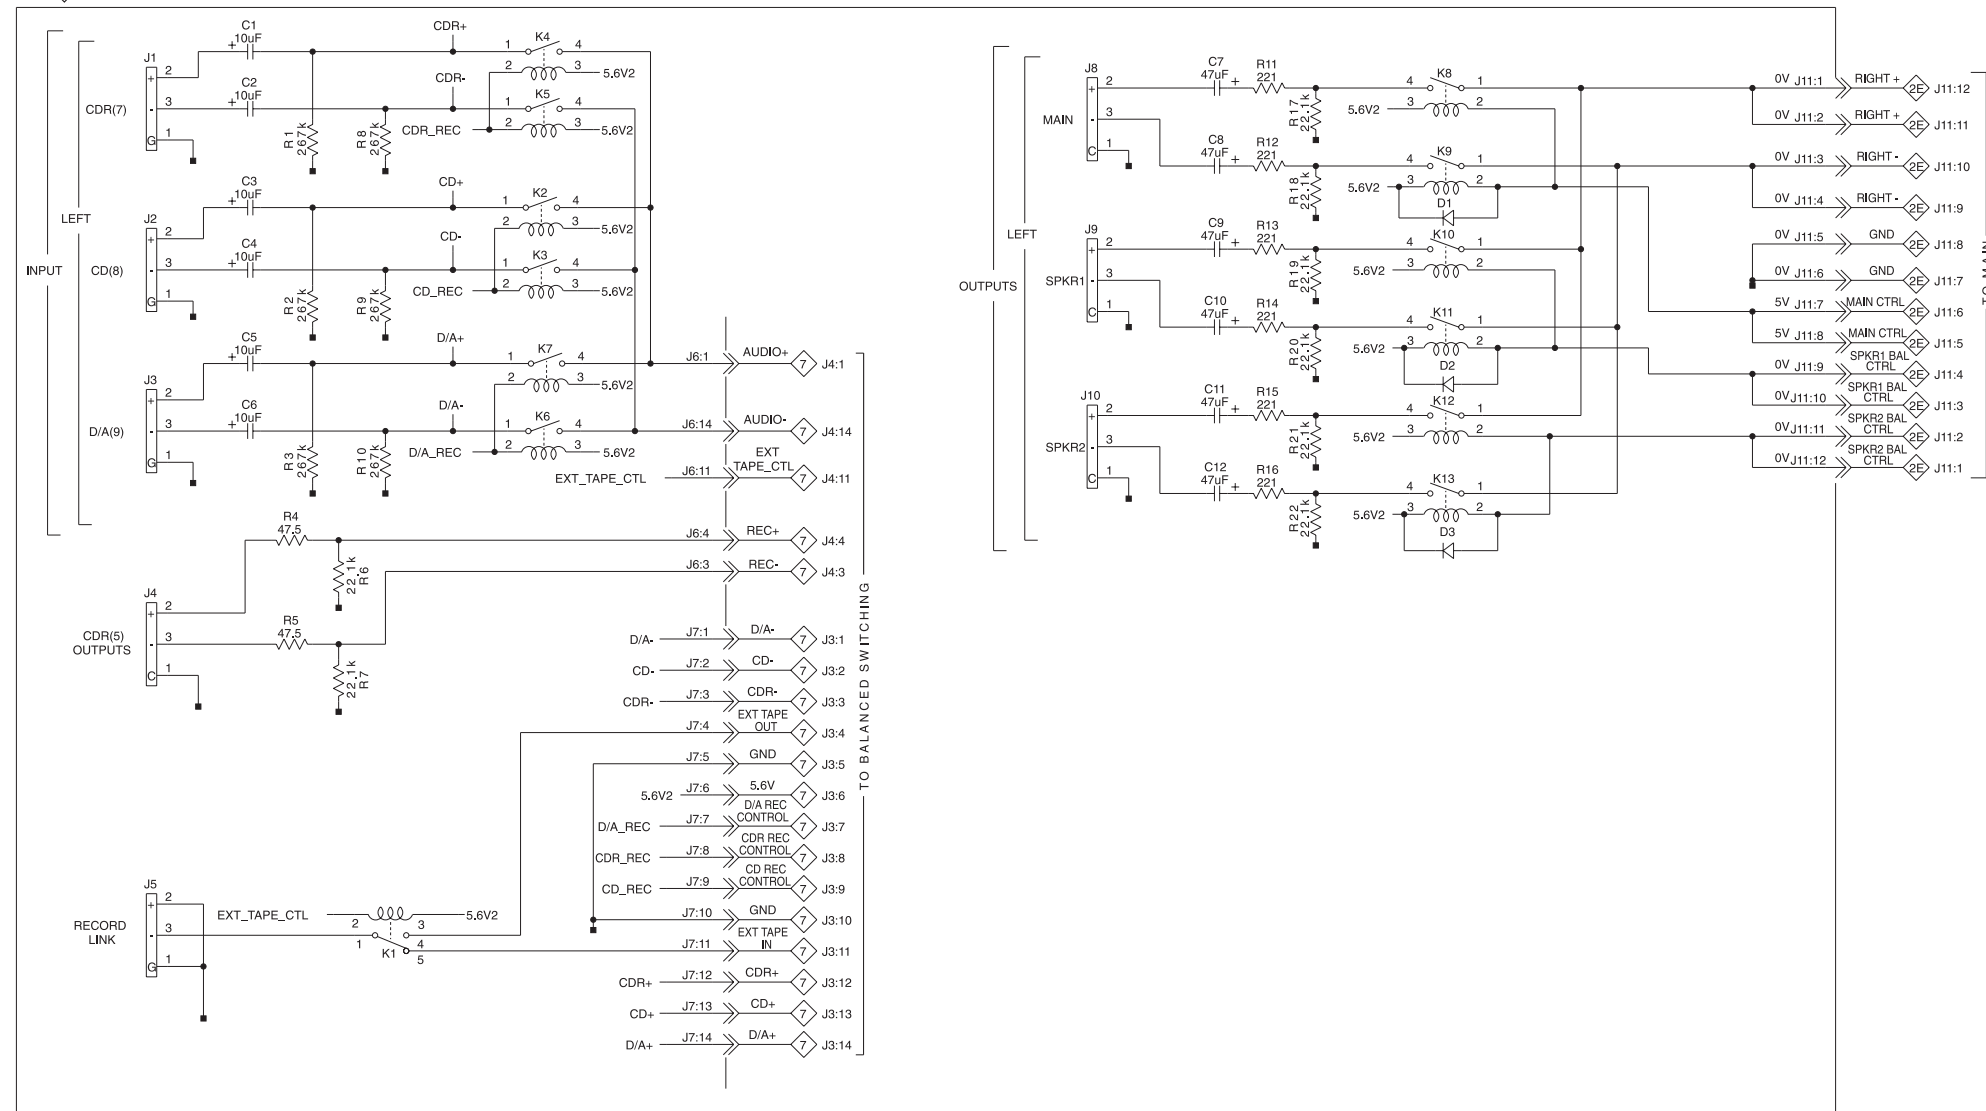 INPUT
LEFT
J1
+
2
-
3
G
1
CDR(7)
C1
+
10uF
C2
+
10uF
R1
267k
R8
267k
CDR+
CDR-
CDR_REC
1
K4
4
2
3
5.6V2
1
K5
4
2
3
5.6V2
J2
+
2
-
3
G
1
CD(8)
C3
+
10uF
C4
+
10uF
R2
267k
R9
267k
CD+
CD-
CD_REC
1
K2
4
2
3
5.6V2
1
K3
4
2
3
5.6V2
J3
+
2
-
3
G
1
D/A(9)
C5
+
10uF
C6
+
10uF
R3
267k
R10
267k
D/A+
D/A-
D/A_REC
1
K7
4
2
3
5.6V2
1
K6
4
2
3
5.6V2
J6:1
AUDIO+
7
J4:1
J6:14
AUDIO-
7
J4:14
EXT_TAPE_CTL
J6:11
EXT
TAPE_CTL
7
J4:11
J6:4
REC+
7
J4:4
J6:3
REC-
7
J4:3
J4
+
2
-
3
C
1
CDR(5)
OUTPUTS
R4
47.5
22.1k
R6
R5
47.5
22.1k
R7
D/A-
J7:1
D/A-
7
J3:1
CD-
J7:2
CD-
7
J3:2
CDR-
J7:3
CDR-
7
J3:3
J7:4
EXT TAPE
OUT
7
J3:4
J7:5
GND
7
J3:5
5.6V2
J7:6
5.6V
7
J3:6
D/A_REC
J7:7
D/A REC
CONTROL
7
J3:7
CDR_REC
J7:8
CDR REC
CONTROL
7
J3:8
CD_REC
J7:9
CD REC
CONTROL
7
J3:9
J7:10
GND
7
J3:10
J7:11
EXT TAPE
IN
7
J3:11
CDR+
J7:12
CDR+
7
J3:12
CD+
J7:13
CD+
7
J3:13
D/A+
J7:14
D/A+
7
J3:14
TO BALANCED SWITCHING
J5
+
2
-
3
G
1
RECORD
LINK
EXT_TAPE_CTL
5.6V2
2
3
1
K1
4
5
OUTPUTS
LEFT
J8
+
2
-
3
C
1
MAIN
C7
47uF
+
R11
221
R17
22.1k
4
K8
1
5.6V2
3
2
C8
47uF
+
R12
221
R18
22.1k
4
K9
1
5.6V2
3
2
D1
J9
+
2
-
3
C
1
SPKR1
C9
47uF
+
R13
221
R19
22.1k
4
K10
1
5.6V2
3
2
C10
47uF
+
R14
221
R20
22.1k
4
K11
1
5.6V2
3
2
D2
J10
+
2
-
3
C
1
SPKR2
C11
47uF
+
R15
221
R21
22.1k
4
K12
1
5.6V2
3
2
C12
47uF
+
R16
221
R22
22.1k
4
K13
1
5.6V2
3
2
D3
0V J11:1 RIGHT + 2E J11:12
0V J11:2 RIGHT + 2E J11:11
0V J11:3 RIGHT - 2E J11:10
0V J11:4 RIGHT - 2E J11:9
0V J11:5 GND 2E J11:8
0V J11:6 GND 2E J11:7
5V J11:7 MAIN CTRL 2E J11:6
5V J11:8 MAIN CTRL 2E J11:5
SPKR1 BAL
0V J11:9 CTRL 2E J11:4
SPKR1 BAL
0V J11:10 CTRL 2E J11:3
SPKR2 BAL
0V J11:11 CTRL 2E J11:2
SPKR2 BAL
0V J11:12 CTRL 2E J11:1
TO MAIN